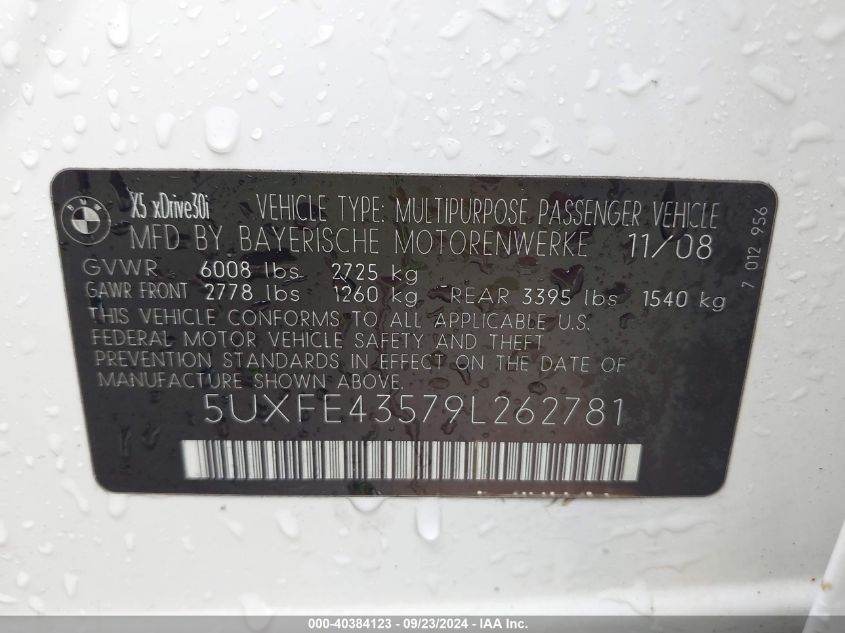 BMW
X5 xDrive30i VEHICLE TYPE: MULTIPURPOSE PASSENGER VEHICLE
MFD BY BAYERISCHE MOTORENWERKE 11/08
GVWR 6008 lbs 2725 kg
GAWR FRONT 2778 lbs 1260 kg REAR 3395 lbs 1540 kg
THIS VEHICLE CONFORMS TO ALL APPLICABLE U.S.
FEDERAL MOTOR VEHICLE SAFETY AND THEFT
PREVENTION STANDARDS IN EFFECT ON THE DATE OF
MANUFACTURE SHOWN ABOVE.
5UXFE43579L262781
7 012 956
000-40384123 - 09/23/2024 - IAA Inc.